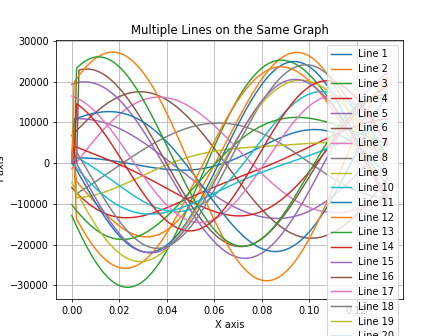 Multiple Lines on the Same Graph
30000
20000
10000
0
−10000
−20000
−30000
0.00
0.02
0.04
0.06
0.08
0.10
X axis
Line 1
Line 2
Line 3
Line 4
Line 5
Line 6
Line 7
Line 8
Line 9
Line 10
Line 11
Line 12
Line 13
Line 14
Line 15
Line 16
Line 17
Line 18
Line 19
Line 20